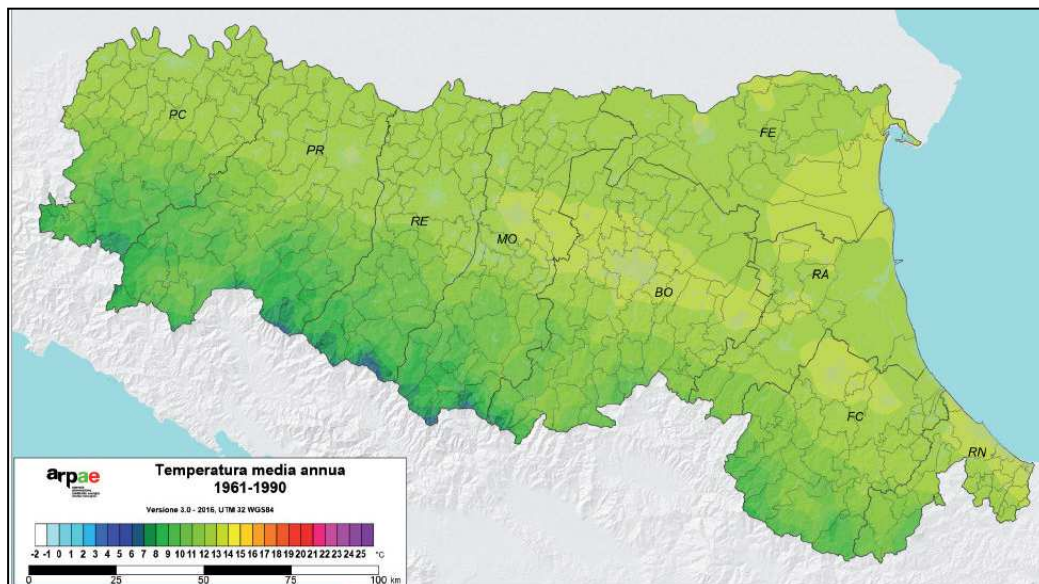 PC
PR
RE
MO
BO
FE
RA
FC
RN
arpae
Temperatura media annua
1961-1990
Versione 3.0 - 2016, UTM 32 WGS84
-2 -1 0 1 2 3 4 5 6 7 8 9 10 11 12 13 14 15 16 17 18 19 20 21 22 23 24 25 °C
0 25 50 75 100 km